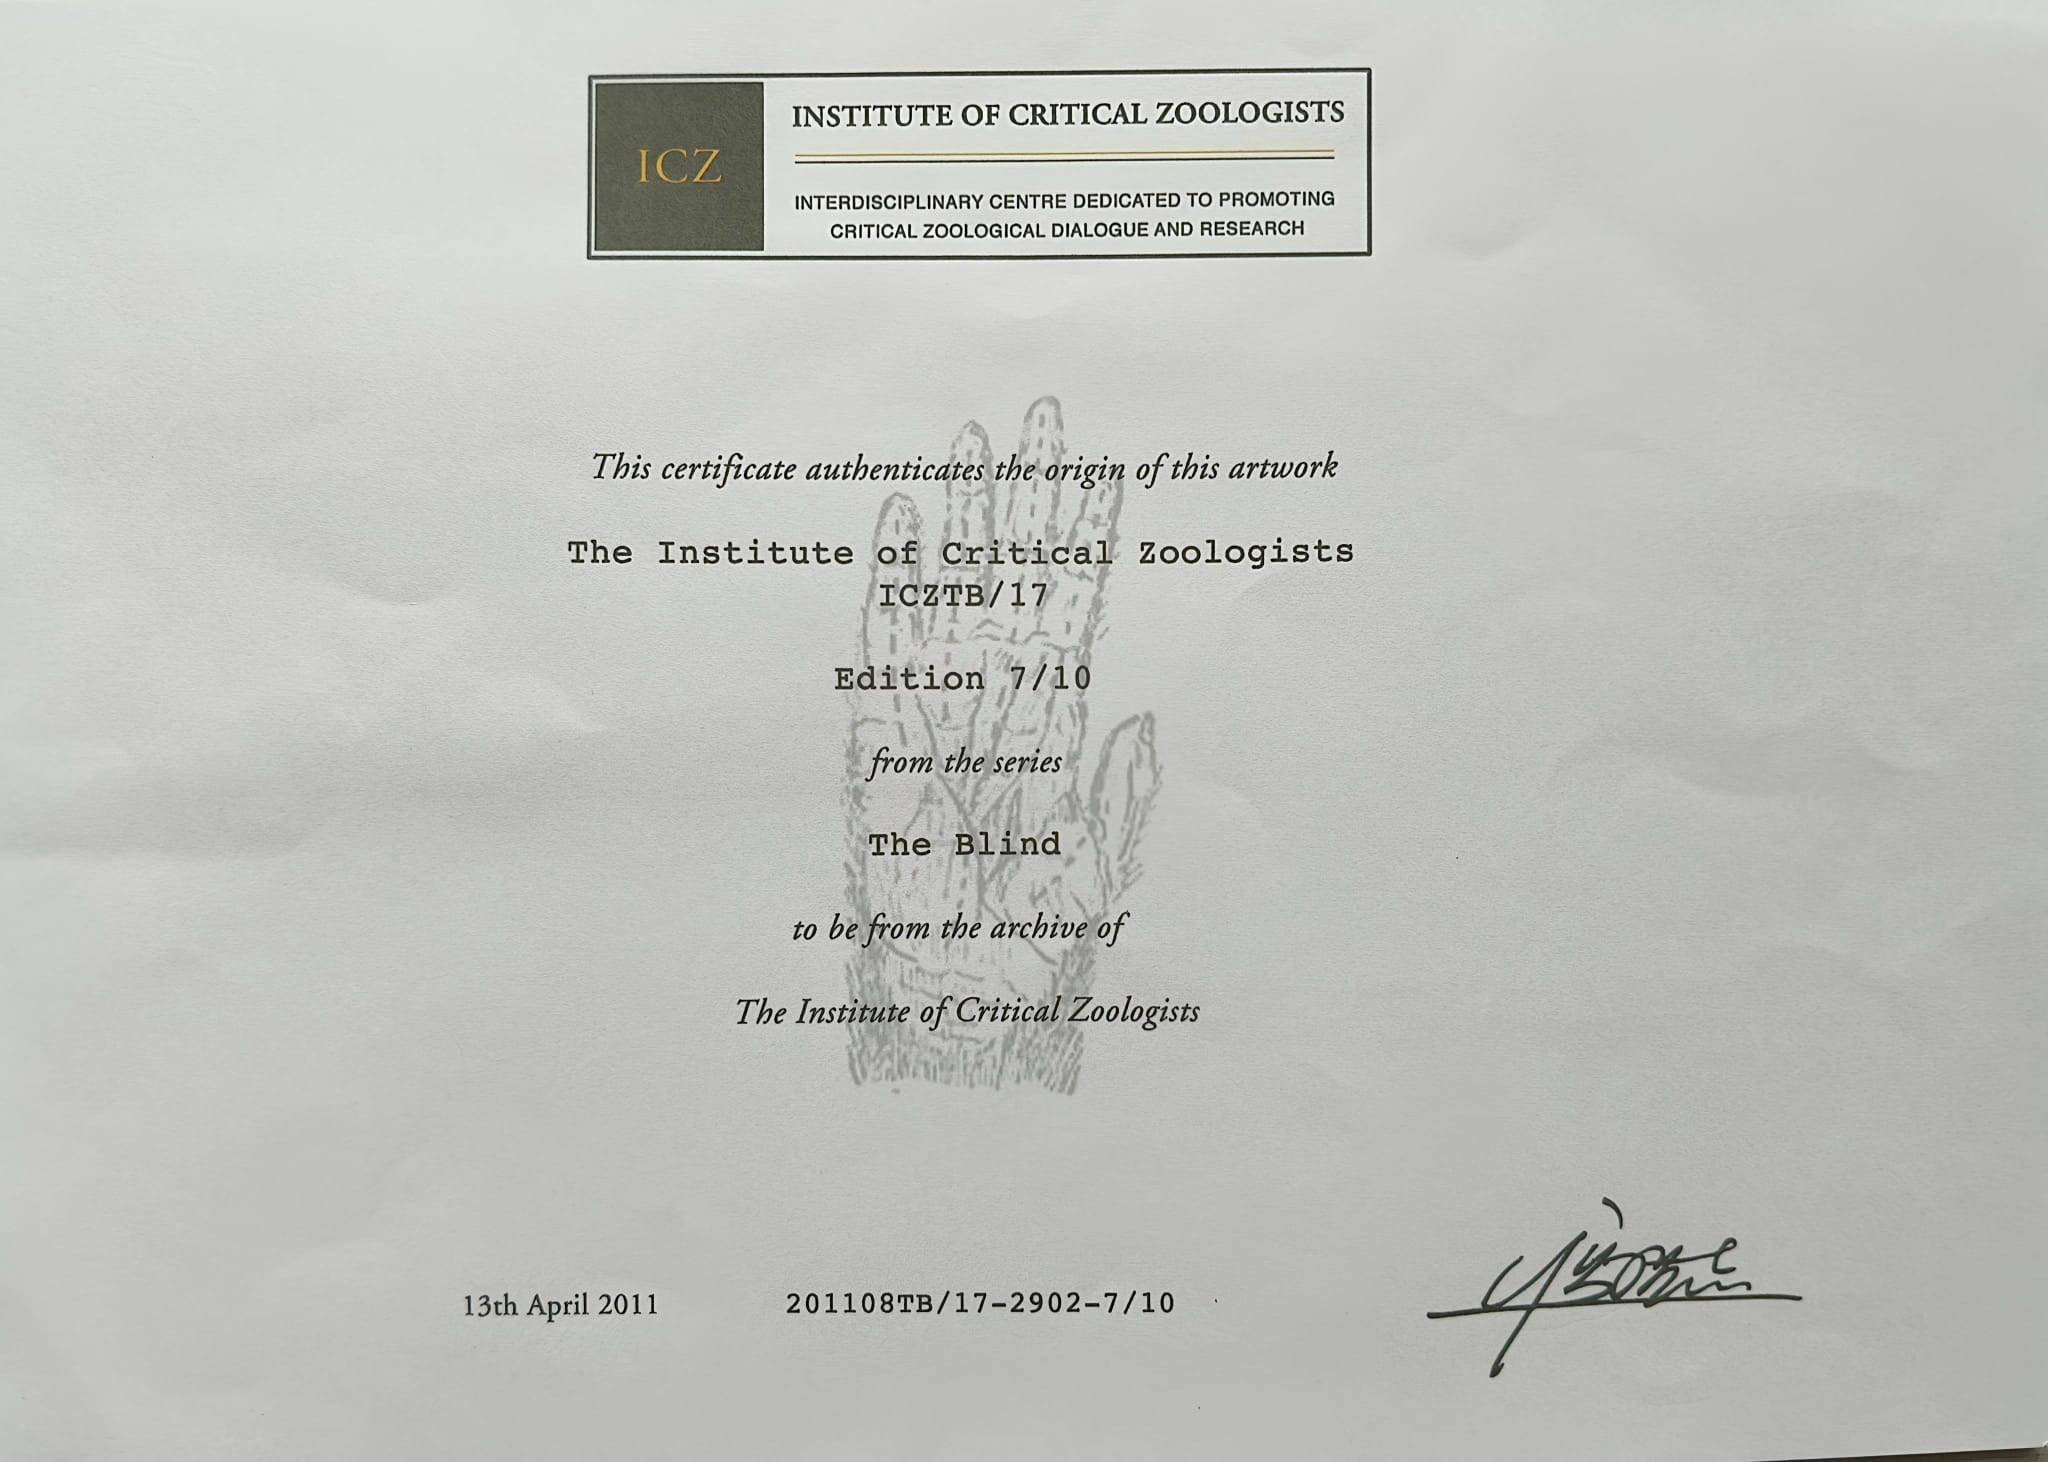 ICZ
INSTITUTE OF CRITICAL ZOOLOGISTS
INTERDISCIPLINARY CENTRE DEDICATED TO PROMOTING
CRITICAL ZOOLOGICAL DIALOGUE AND RESEARCH
This certificate authenticates the origin of this artwork
The Institute of Critical Zoologists
ICZTB/17
Edition 7/10
from the series
The Blind
to be from the archive of
The Institute of Critical Zoologists
13th April 2011
201108TB/17-2902-7/10